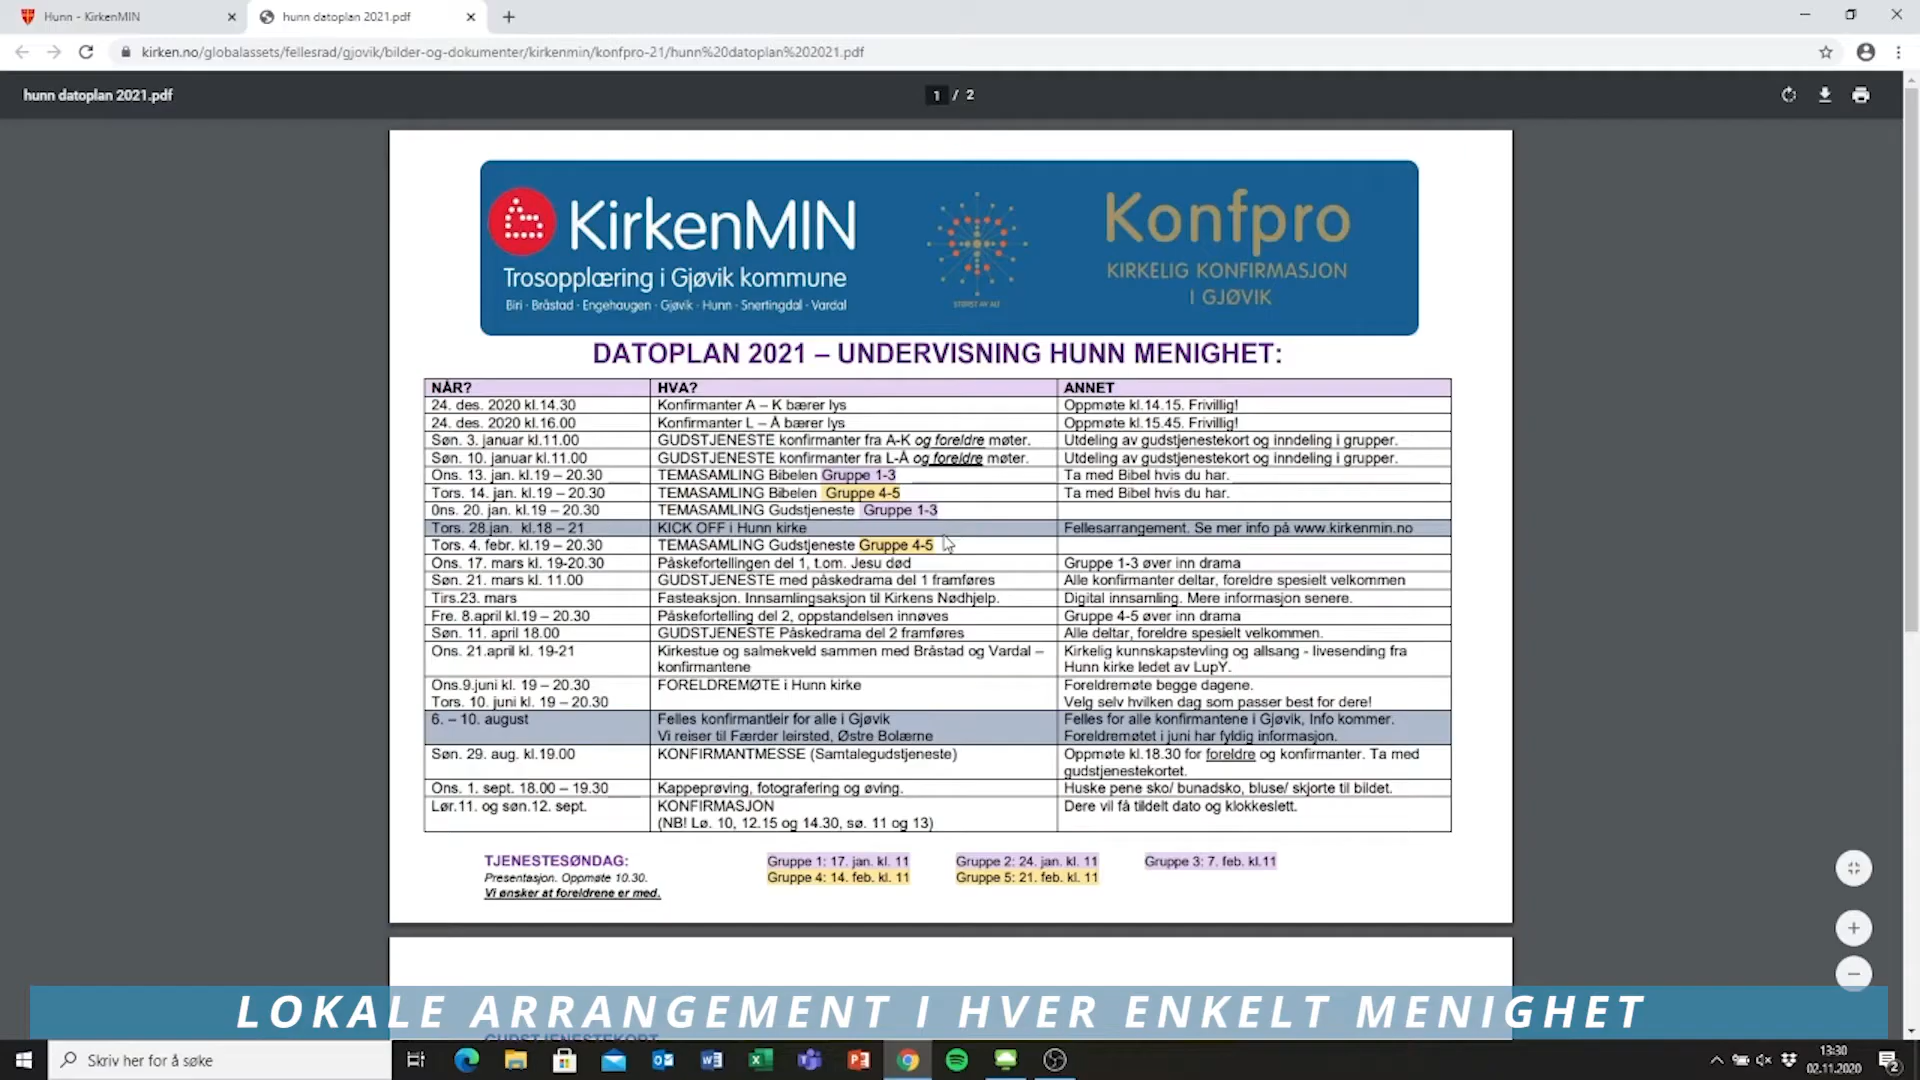 Hunn - KirkenMIN
hunn datoplan 2021.pdf
kirken.no/globalassets/fellesrad/gjovik/bilder-og-dokumenter/kirkenmin/konfpro-21/hunn%20datoplan%202021.pdf
hunn datoplan 2021.pdf
1 / 2
KirkenMIN
Trosopplæring i Gjøvik kommune
Biri · Bråstad · Engehaugen · Gjøvik · Hunn · Snertingdal · Vardal
STØRST AV ALT
Konfpro
KIRKELIG KONFIRMASJON
I GJØVIK
DATOPLAN 2021 – UNDERVISNING HUNN MENIGHET:
NÅR? HVA? ANNET
24. des. 2020 kl.14.30 Konfirmanter A – K bærer lys Oppmøte kl.14.15. Frivillig!
24. des. 2020 kl.16.00 Konfirmanter L – Å bærer lys Oppmøte kl.15.45. Frivillig!
Søn. 3. januar kl.11.00 GUDSTJENESTE konfirmanter fra A-K og foreldre møter. Utdeling av gudstjenestekort og inndeling i grupper.
Søn. 10. januar kl.11.00 GUDSTJENESTE konfirmanter fra L-Å og foreldre møter. Utdeling av gudstjenestekort og inndeling i grupper.
Ons. 13. jan. kl.19 – 20.30 TEMASAMLING Bibelen Gruppe 1-3 Ta med Bibel hvis du har.
Tors. 14. jan. kl.19 – 20.30 TEMASAMLING Bibelen Gruppe 4-5 Ta med Bibel hvis du har.
0ns. 20. jan.kl.19 – 20.30 TEMASAMLING Gudstjeneste Gruppe 1-3
Tors. 28.jan. kl.18 – 21 KICK OFF i Hunn kirke Fellesarrangement. Se mer info på www.kirkenmin.no
Tors. 4. febr. kl.19 – 20.30 TEMASAMLING Gudstjeneste Gruppe 4-5
Ons. 17. mars kl. 19-20.30 Påskefortellingen del 1, t.om. Jesu død Gruppe 1-3 øver inn drama
Søn. 21. mars kl. 11.00 GUDSTJENESTE med påskedrama del 1 framføres Alle konfirmanter deltar, foreldre spesielt velkommen
Tirs.23. mars Fasteaksjon. Innsamlingsaksjon til Kirkens Nødhjelp. Digital innsamling. Mere informasjon senere.
Fre. 8.april kl.19 – 20.30 Påskefortelling del 2, oppstandelsen innøves Gruppe 4-5 øver inn drama
Søn. 11. april 18.00 GUDSTJENESTE Påskedrama del 2 framføres Alle deltar, foreldre spesielt velkommen.
Ons. 21.april kl. 19-21 Kirkestue og salmekveld sammen med Bråstad og Vardal – Kirkelig kunnskapstevling og allsang - livesending fra
konfirmantene Hunn kirke ledet av LupY.
Ons.9.juni kl. 19 – 20.30 FORELDREMØTE i Hunn kirke Foreldremøte begge dagene.
Tors. 10. juni kl. 19 – 20.30 Velg selv hvilken dag som passer best for dere!
6. – 10. august Felles konfirmantleir for alle i Gjøvik Felles for alle konfirmantene i Gjøvik, Info kommer.
Vi reiser til Færder leirsted, Østre Bolærne Foreldremøtet i juni har fyldig informasjon.
Søn. 29. aug. kl.19.00 KONFIRMANTMESSE (Samtalegudstjeneste) Oppmøte kl.18.30 for foreldre og konfirmanter. Ta med
gudstjenestekortet.
Ons. 1. sept. 18.00 – 19.30 Kappeprøving, fotografering og øving. Huske pene sko/ bunadsko, bluse/ skjorte til bildet.
Lør.11. og søn.12. sept. KONFIRMASJON Dere vil få tildelt dato og klokkeslett.
(NB! Lø. 10, 12.15 og 14.30, sø. 11 og 13)
TJENESTESØNDAG: Gruppe 1: 17. jan. kl. 11 Gruppe 2: 24. jan. kl. 11 Gruppe 3: 7. feb. kl.11
Presentasjon. Oppmøte 10.30. Gruppe 4: 14. feb. kl. 11 Gruppe 5: 21. feb. kl. 11
Vi ønsker at foreldrene er med.
LOKALE ARRANGEMENT I HVER ENKELT MENIGHET
GUDSTJENESTEKORT
Skriv her for å søke
13:30
02.11.2020
2